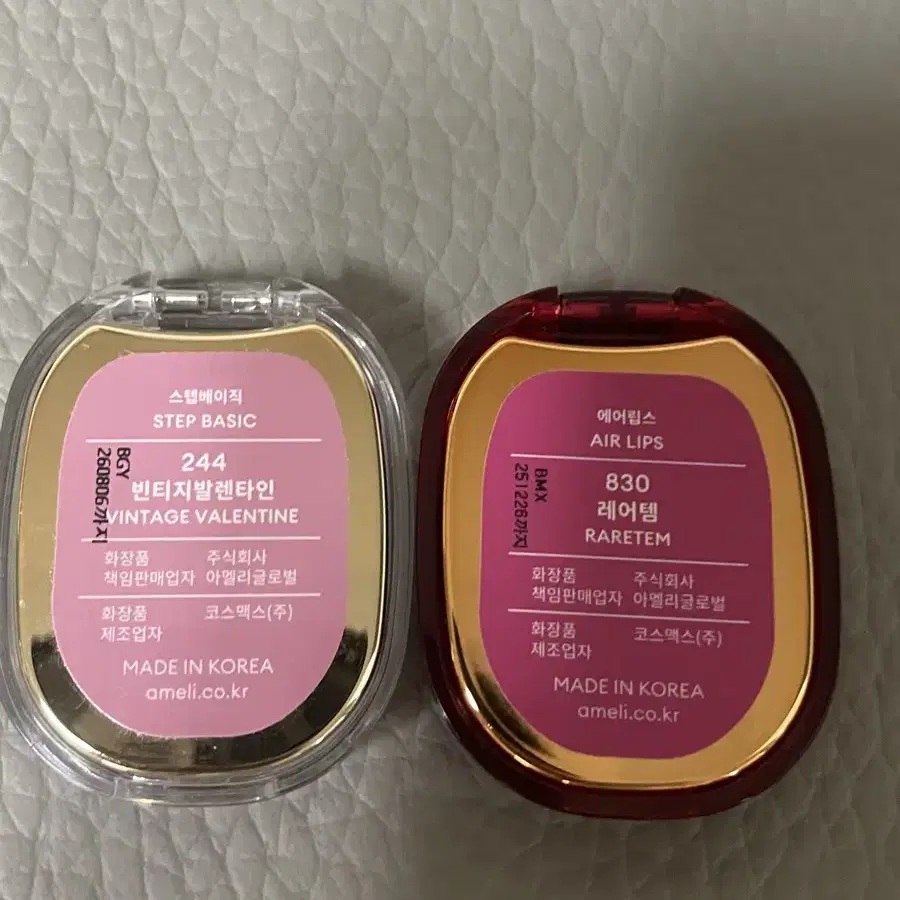 스텝베이직
STEP BASIC
244
빈티지발렌타인
VINTAGE VALENTINE
BGY
260806까지
화장품 주식회사
책임판매업자 아멜리글로벌
화장품 코스맥스(주)
제조업자
MADE IN KOREA
ameli.co.kr
에어립스
AIR LIPS
830
레어템
RARETEM
BMX
251226까지
화장품 주식회사
책임판매업자 아멜리글로벌
화장품 코스맥스(주)
제조업자
MADE IN KOREA
ameli.co.kr